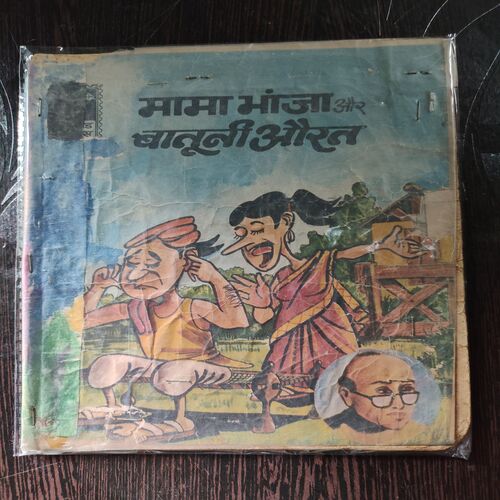 मामा भांजा और
बातूनी औरत